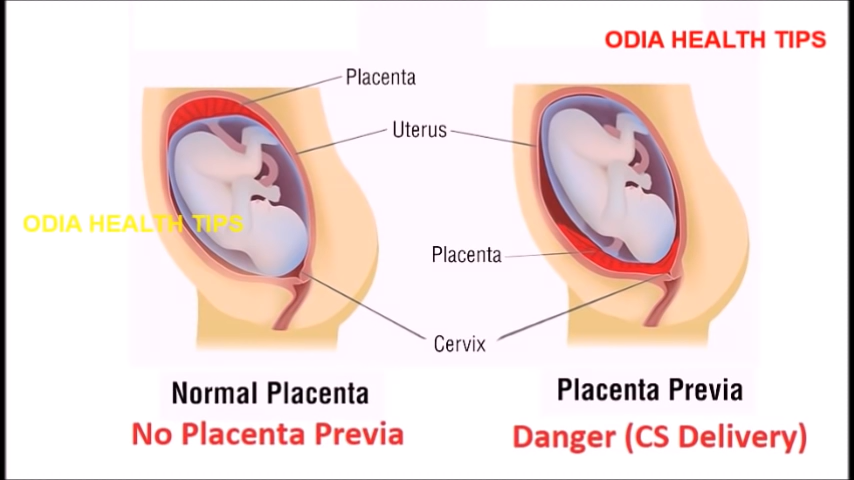 ODIA HEALTH TIPS
Placenta
Uterus
ODIA HEALTH TIPS
Placenta
Cervix
Normal Placenta
Placenta Previa
No Placenta Previa
Danger (CS Delivery)